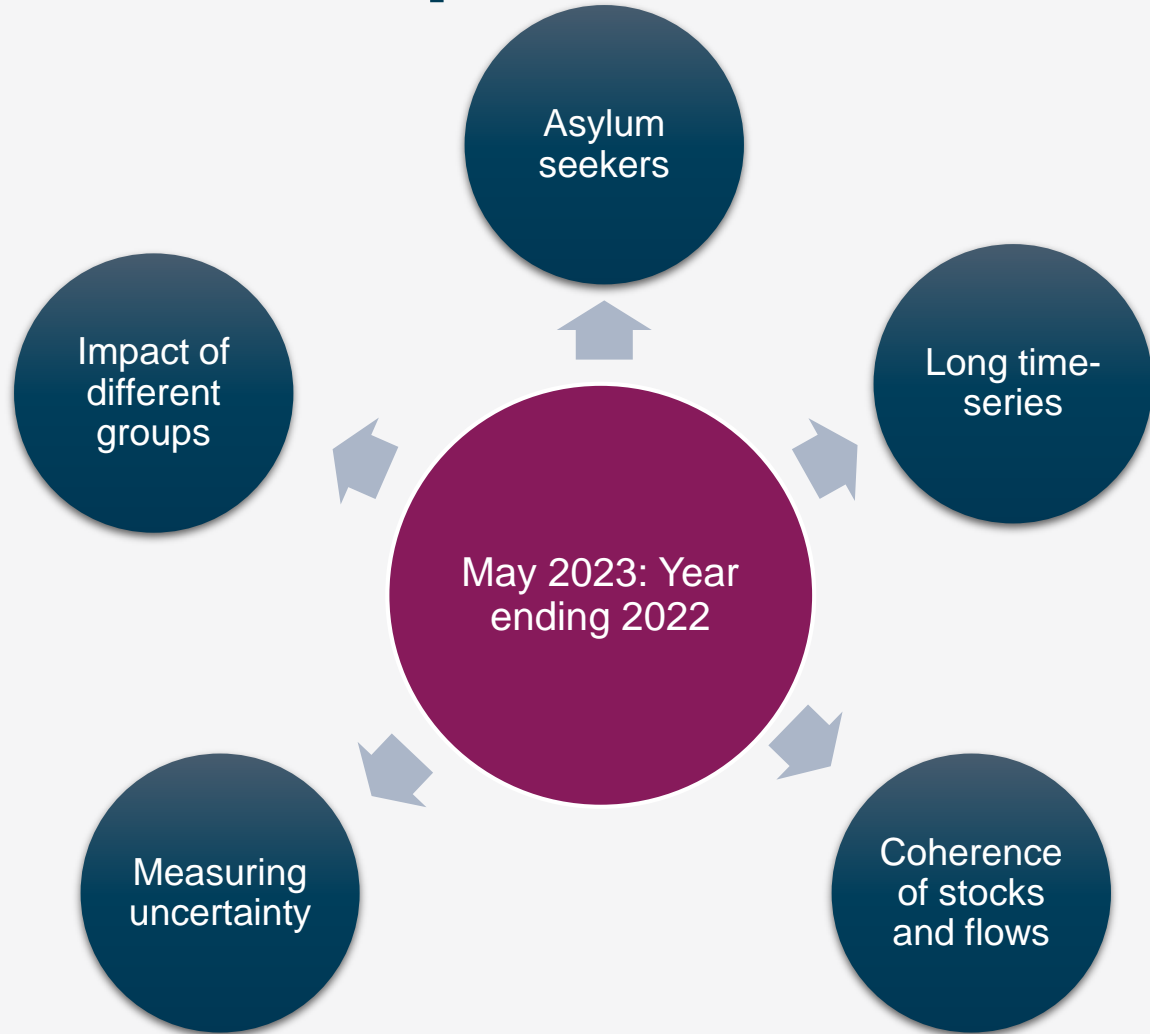 Asylum
seekers
Long time-
series
Coherence
of stocks
and flows
Measuring
uncertainty
Impact of
different
groups
May 2023: Year
ending 2022